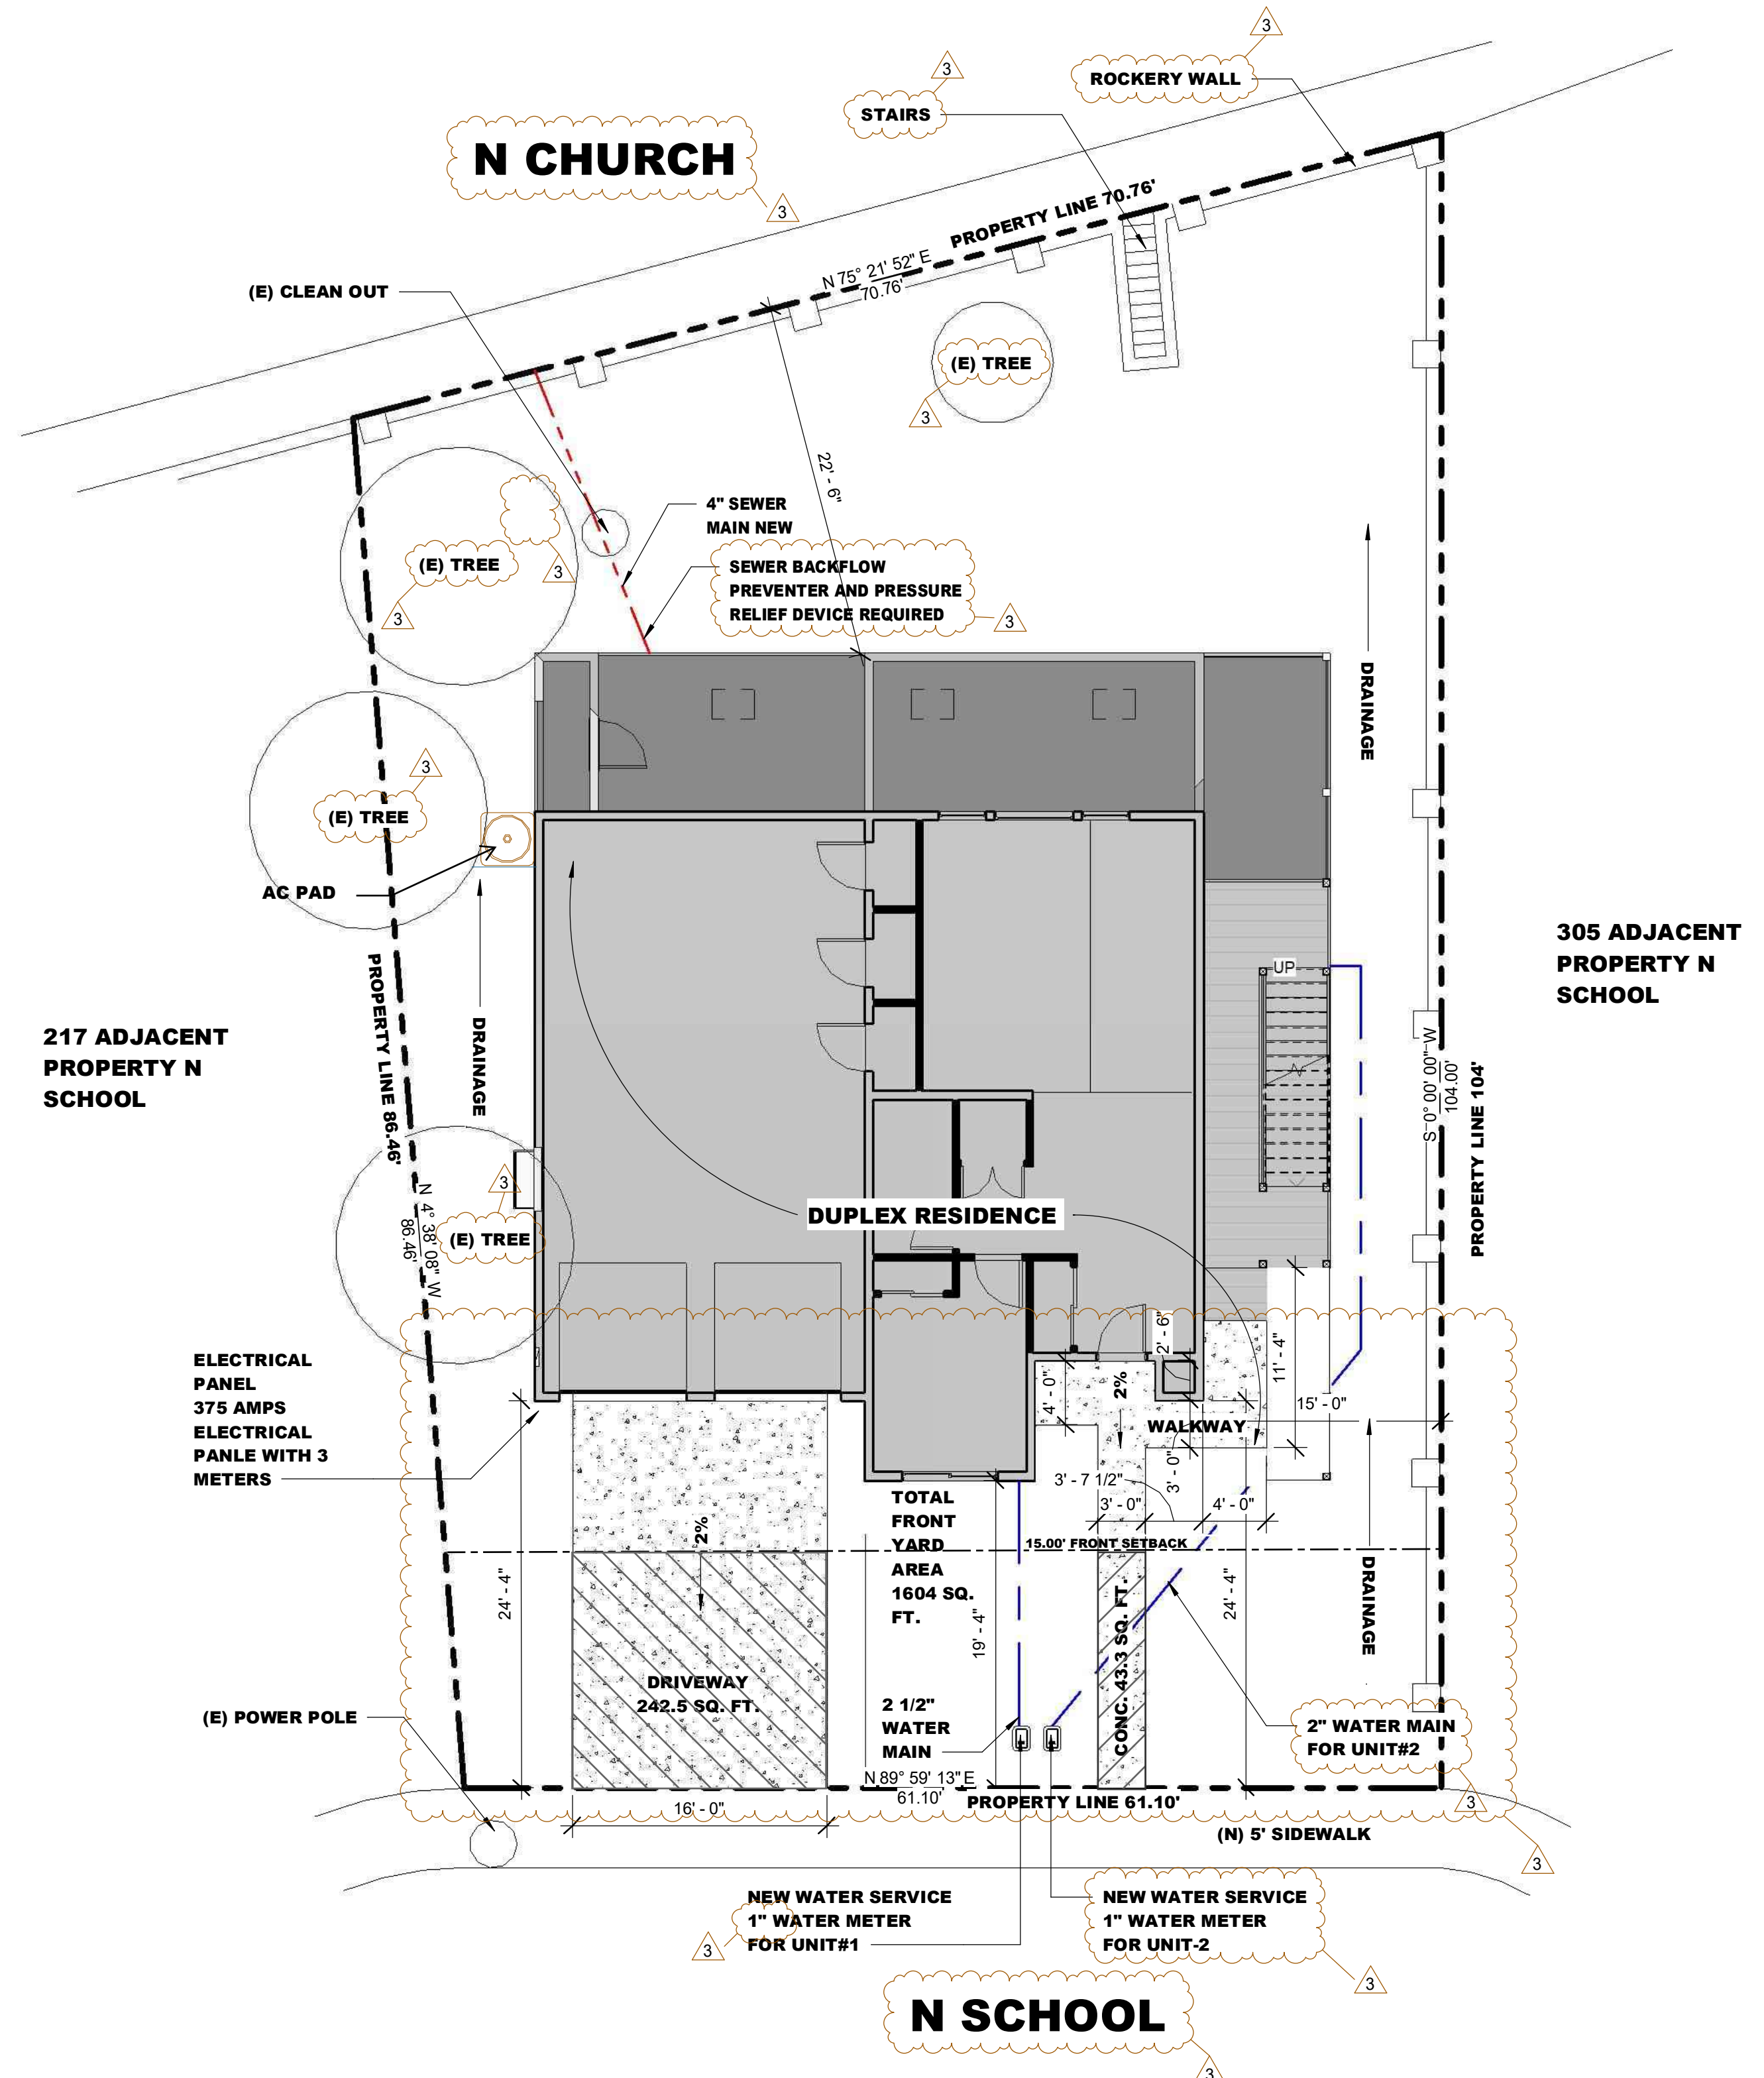 3
3
ROCKERY WALL
STAIRS
N CHURCH
3
PROPERTY LINE 70.76'
N 75° 21' 52" E
70.76'
(E) CLEAN OUT
(E) TREE
3
22' - 6"
4" SEWER
MAIN NEW
(E) TREE
3
3
SEWER BACKFLOW
PREVENTER AND PRESSURE
RELIEF DEVICE REQUIRED
3
DRAINAGE
3
(E) TREE
AC PAD
305 ADJACENT
PROPERTY N
SCHOOL
UP
217 ADJACENT
PROPERTY N
SCHOOL
PROPERTY LINE 86.46'
DRAINAGE
S 0° 00' 00" W
104.00'
PROPERTY LINE 104'
3
N 4° 38' 08" W
86.46'
(E) TREE
DUPLEX RESIDENCE
ELECTRICAL
PANEL
375 AMPS
ELECTRICAL
PANLE WITH 3
METERS
2' - 6"
11' - 4"
4' - 0"
2%
15' - 0"
WALKWAY
3' - 0"
3' - 7 1/2"
3' - 0"
4' - 0"
TOTAL
FRONT
YARD
AREA
1604 SQ.
FT.
15.00' FRONT SETBACK
2%
24' - 4"
19' - 4"
24' - 4"
DRAINAGE
CONC. 43.3 SQ. FT.
DRIVEWAY
242.5 SQ. FT.
(E) POWER POLE
2 1/2"
WATER
MAIN
2" WATER MAIN
FOR UNIT#2
3
N 89° 59' 13" E
61.10'
PROPERTY LINE 61.10'
16' - 0"
(N) 5' SIDEWALK
3
NEW WATER SERVICE
1" WATER METER
FOR UNIT#1
3
NEW WATER SERVICE
1" WATER METER
FOR UNIT-2
3
N SCHOOL
3